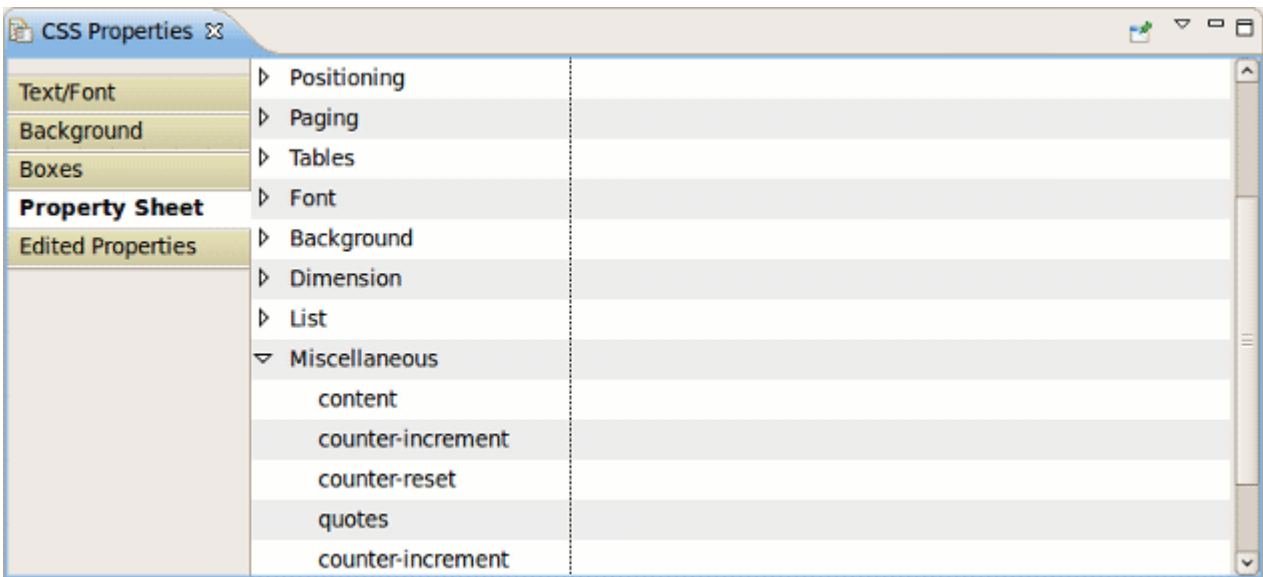 CSS Properties
Text/Font
Background
Boxes
Property Sheet
Edited Properties
Positioning
Paging
Tables
Font
Background
Dimension
List
Miscellaneous
content
counter-increment
counter-reset
quotes
counter-increment